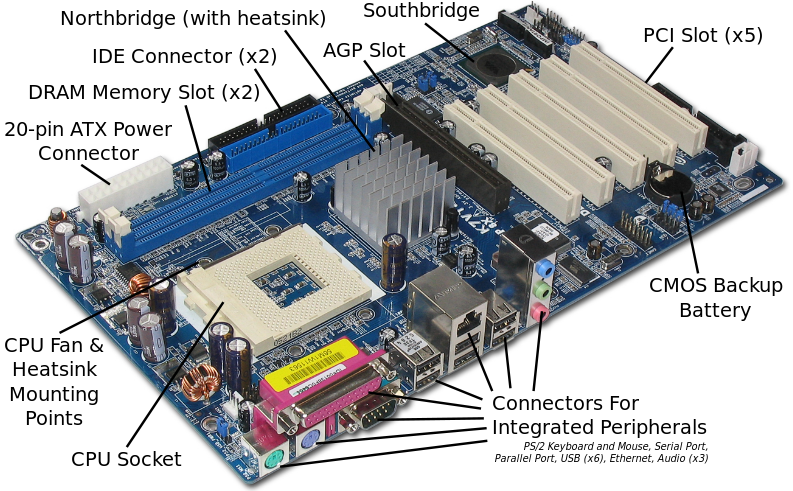 Southbridge
Northbridge (with heatsink)
PCI Slot (x5)
AGP Slot
IDE Connector (x2)
DRAM Memory Slot (x2)
20-pin ATX Power
Connector
CMOS Backup
Battery
CPU Fan &
Heatsink
Mounting
Points
Connectors For
Integrated Peripherals
PS/2 Keyboard and Mouse, Serial Port,
Parallel Port, USB (x6), Ethernet, Audio (x3)
CPU Socket